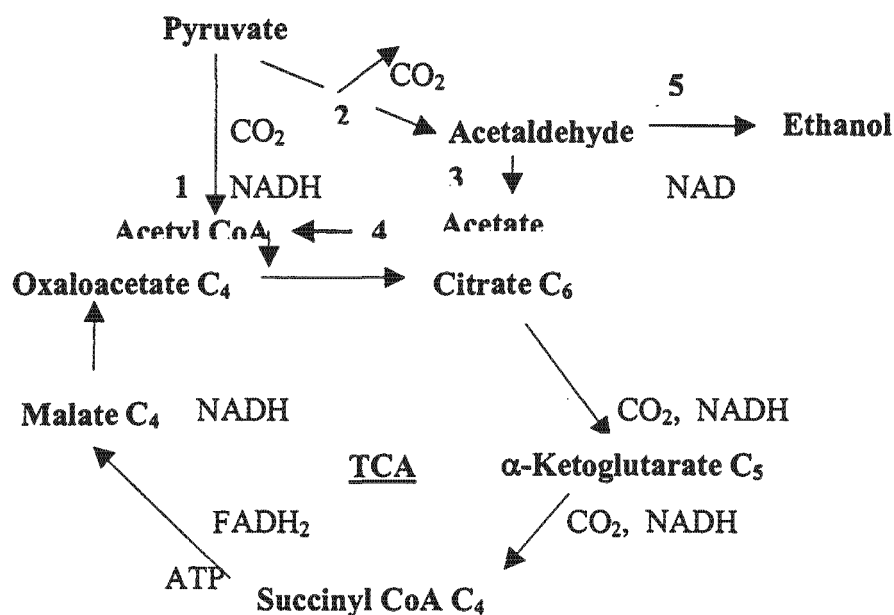 Pyruvate
CO₂
5
CO₂
2
Acetaldehyde
Ethanol
1
NADH
3
NAD
Acetyl CoA
4
Acetate
Oxaloacetate C₄
Citrate C₆
Malate C₄
NADH
CO₂, NADH
TCA
α-Ketoglutarate C₅
FADH₂
CO₂, NADH
ATP
Succinyl CoA C₄